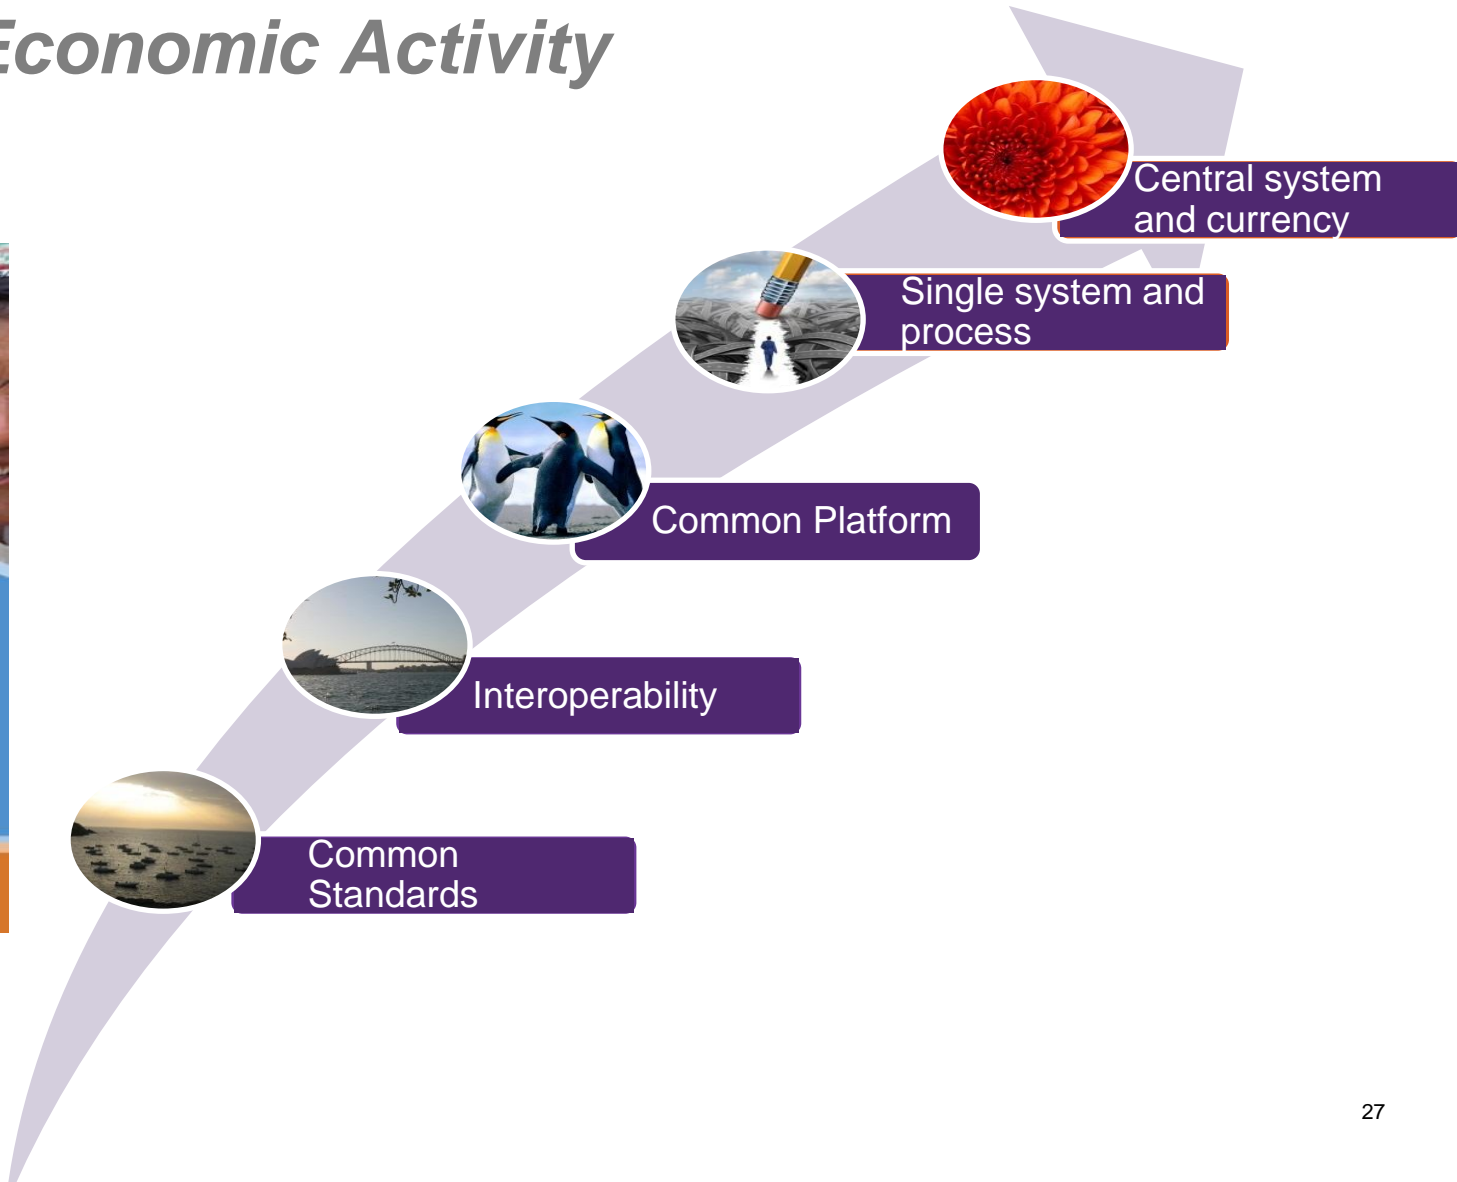 Economic Activity
Central system
and currency
Single system and
process
Common Platform
Interoperability
Common
Standards
27